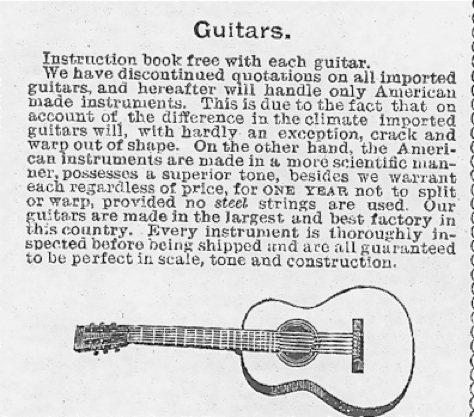 Guitars.
Instruction book free with each guitar.
We have discontinued quotations on all imported
guitars, and hereafter will handle only American
made instruments. This is due to the fact that on
account of the difference in the climate imported
guitars will, with hardly an exception, crack and
warp out of shape. On the other hand, the Ameri-
can instruments are made in a more scientific man-
ner, possesses a superior tone, besides we warrant
each regardless of price, for ONE YEAR not to split
or warp, provided no steel strings are used. Our
guitars are made in the largest and best factory in
this country. Every instrument is thoroughly in-
spected before being shipped and are all guaranteed
to be perfect in scale, tone and construction.